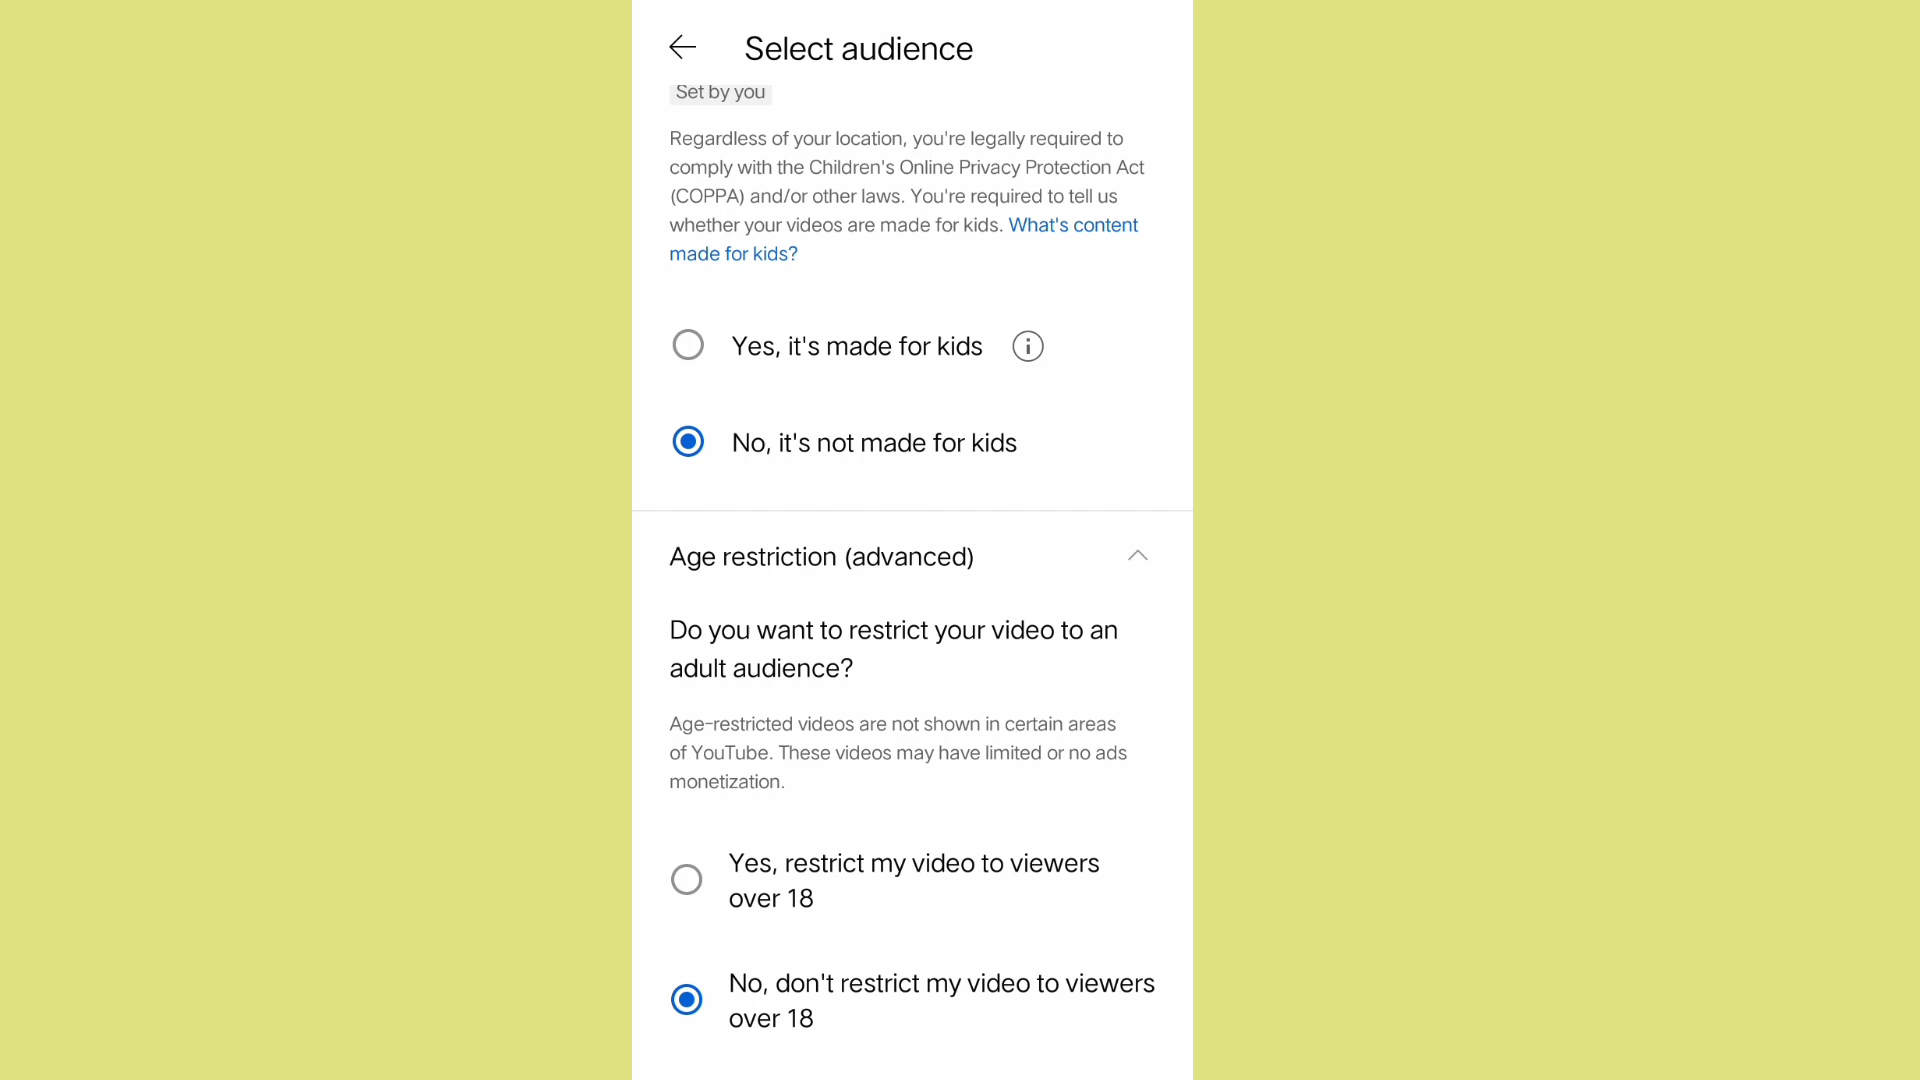 Select audience
Set by you
Regardless of your location, you're legally required to
comply with the Children's Online Privacy Protection Act
(COPPA) and/or other laws. You're required to tell us
whether your videos are made for kids. What's content
made for kids?
Yes, it's made for kids
No, it's not made for kids
Age restriction (advanced)
Do you want to restrict your video to an
adult audience?
Age-restricted videos are not shown in certain areas
of YouTube. These videos may have limited or no ads
monetization.
Yes, restrict my video to viewers
over 18
No, don't restrict my video to viewers
over 18